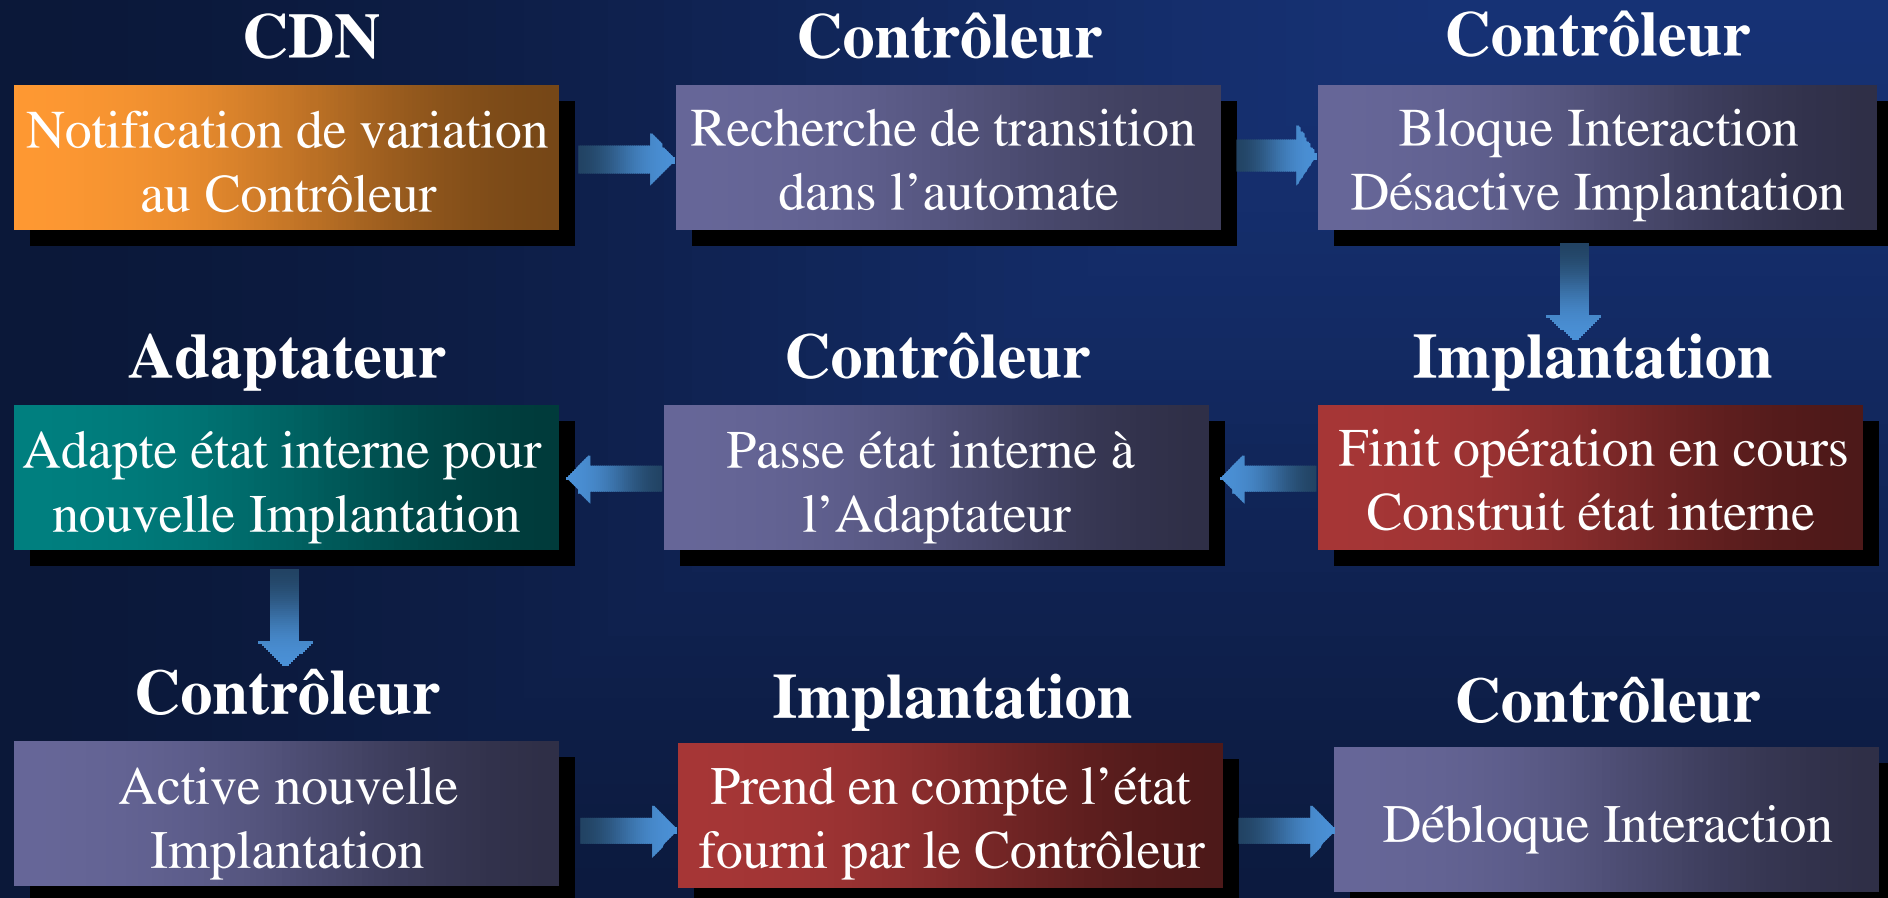 CDN
Notification de variation
au Contrôleur
Contrôleur
Recherche de transition
dans l’automate
Contrôleur
Bloque Interaction
Désactive Implantation
Implantation
Finit opération en cours
Construit état interne
Contrôleur
Passe état interne à
l’Adaptateur
Adaptateur
Adapte état interne pour
nouvelle Implantation
Contrôleur
Active nouvelle
Implantation
Implantation
Prend en compte l’état
fourni par le Contrôleur
Contrôleur
Débloque Interaction